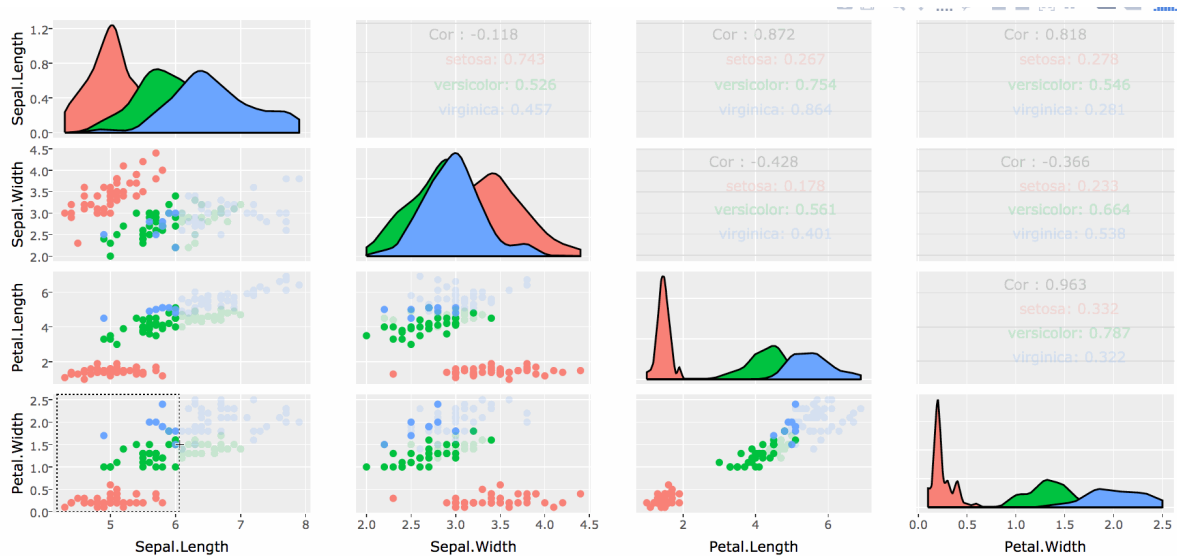 Sepal.Length
1.2
0.8
0.4
0.0
Cor : -0.118
setosa: 0.743
versicolor: 0.526
virginica: 0.457
Cor : 0.872
setosa: 0.267
versicolor: 0.754
virginica: 0.864
Cor : 0.818
setosa: 0.278
versicolor: 0.546
virginica: 0.281
Sepal.Width
4.5
4.0
3.5
3.0
2.5
2.0
Cor : -0.428
setosa: 0.178
versicolor: 0.561
virginica: 0.401
Cor : -0.366
setosa: 0.233
versicolor: 0.664
virginica: 0.538
Petal.Length
6
4
2
Cor : 0.963
setosa: 0.332
versicolor: 0.787
virginica: 0.322
Petal.Width
2.5
2.0
1.5
1.0
0.5
0.0
5 6 7 8
2.0 2.5 3.0 3.5 4.0 4.5
2 4 6
0.0 0.5 1.0 1.5 2.0 2.5
Sepal.Length Sepal.Width Petal.Length Petal.Width